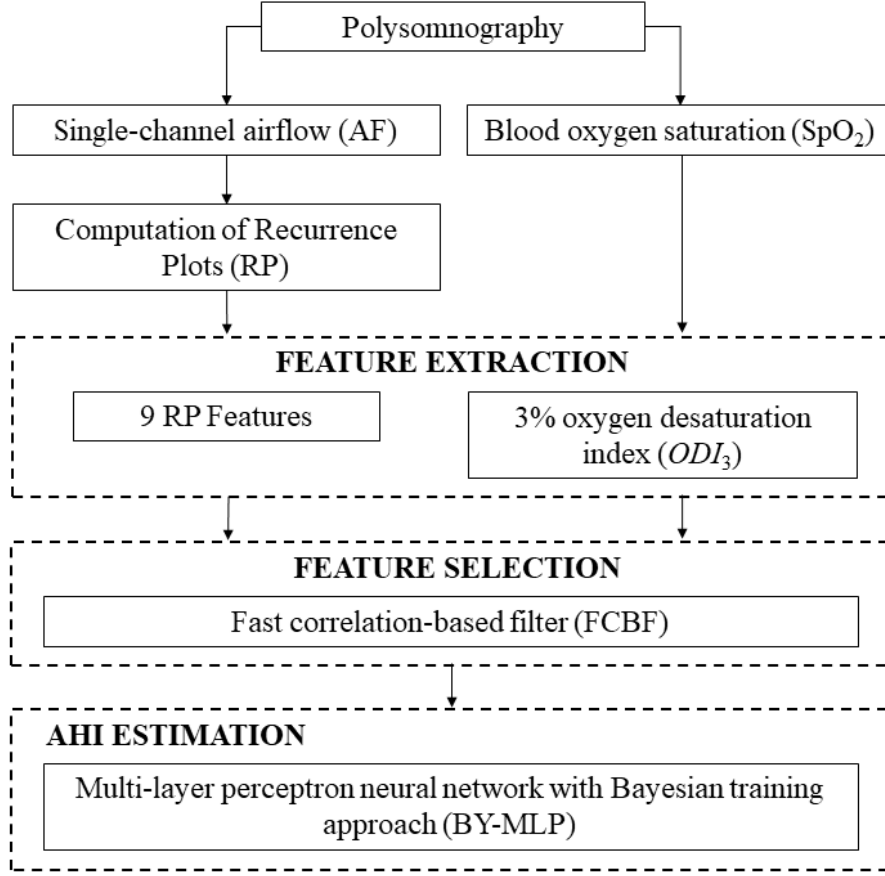 Polysomnography
Single-channel airflow (AF)
Blood oxygen saturation (SpO₂)
Computation of Recurrence
Plots (RP)
FEATURE EXTRACTION
9 RP Features
3% oxygen desaturation
index (ODI₃)
FEATURE SELECTION
Fast correlation-based filter (FCBF)
AHI ESTIMATION
Multi-layer perceptron neural network with Bayesian training
approach (BY-MLP)